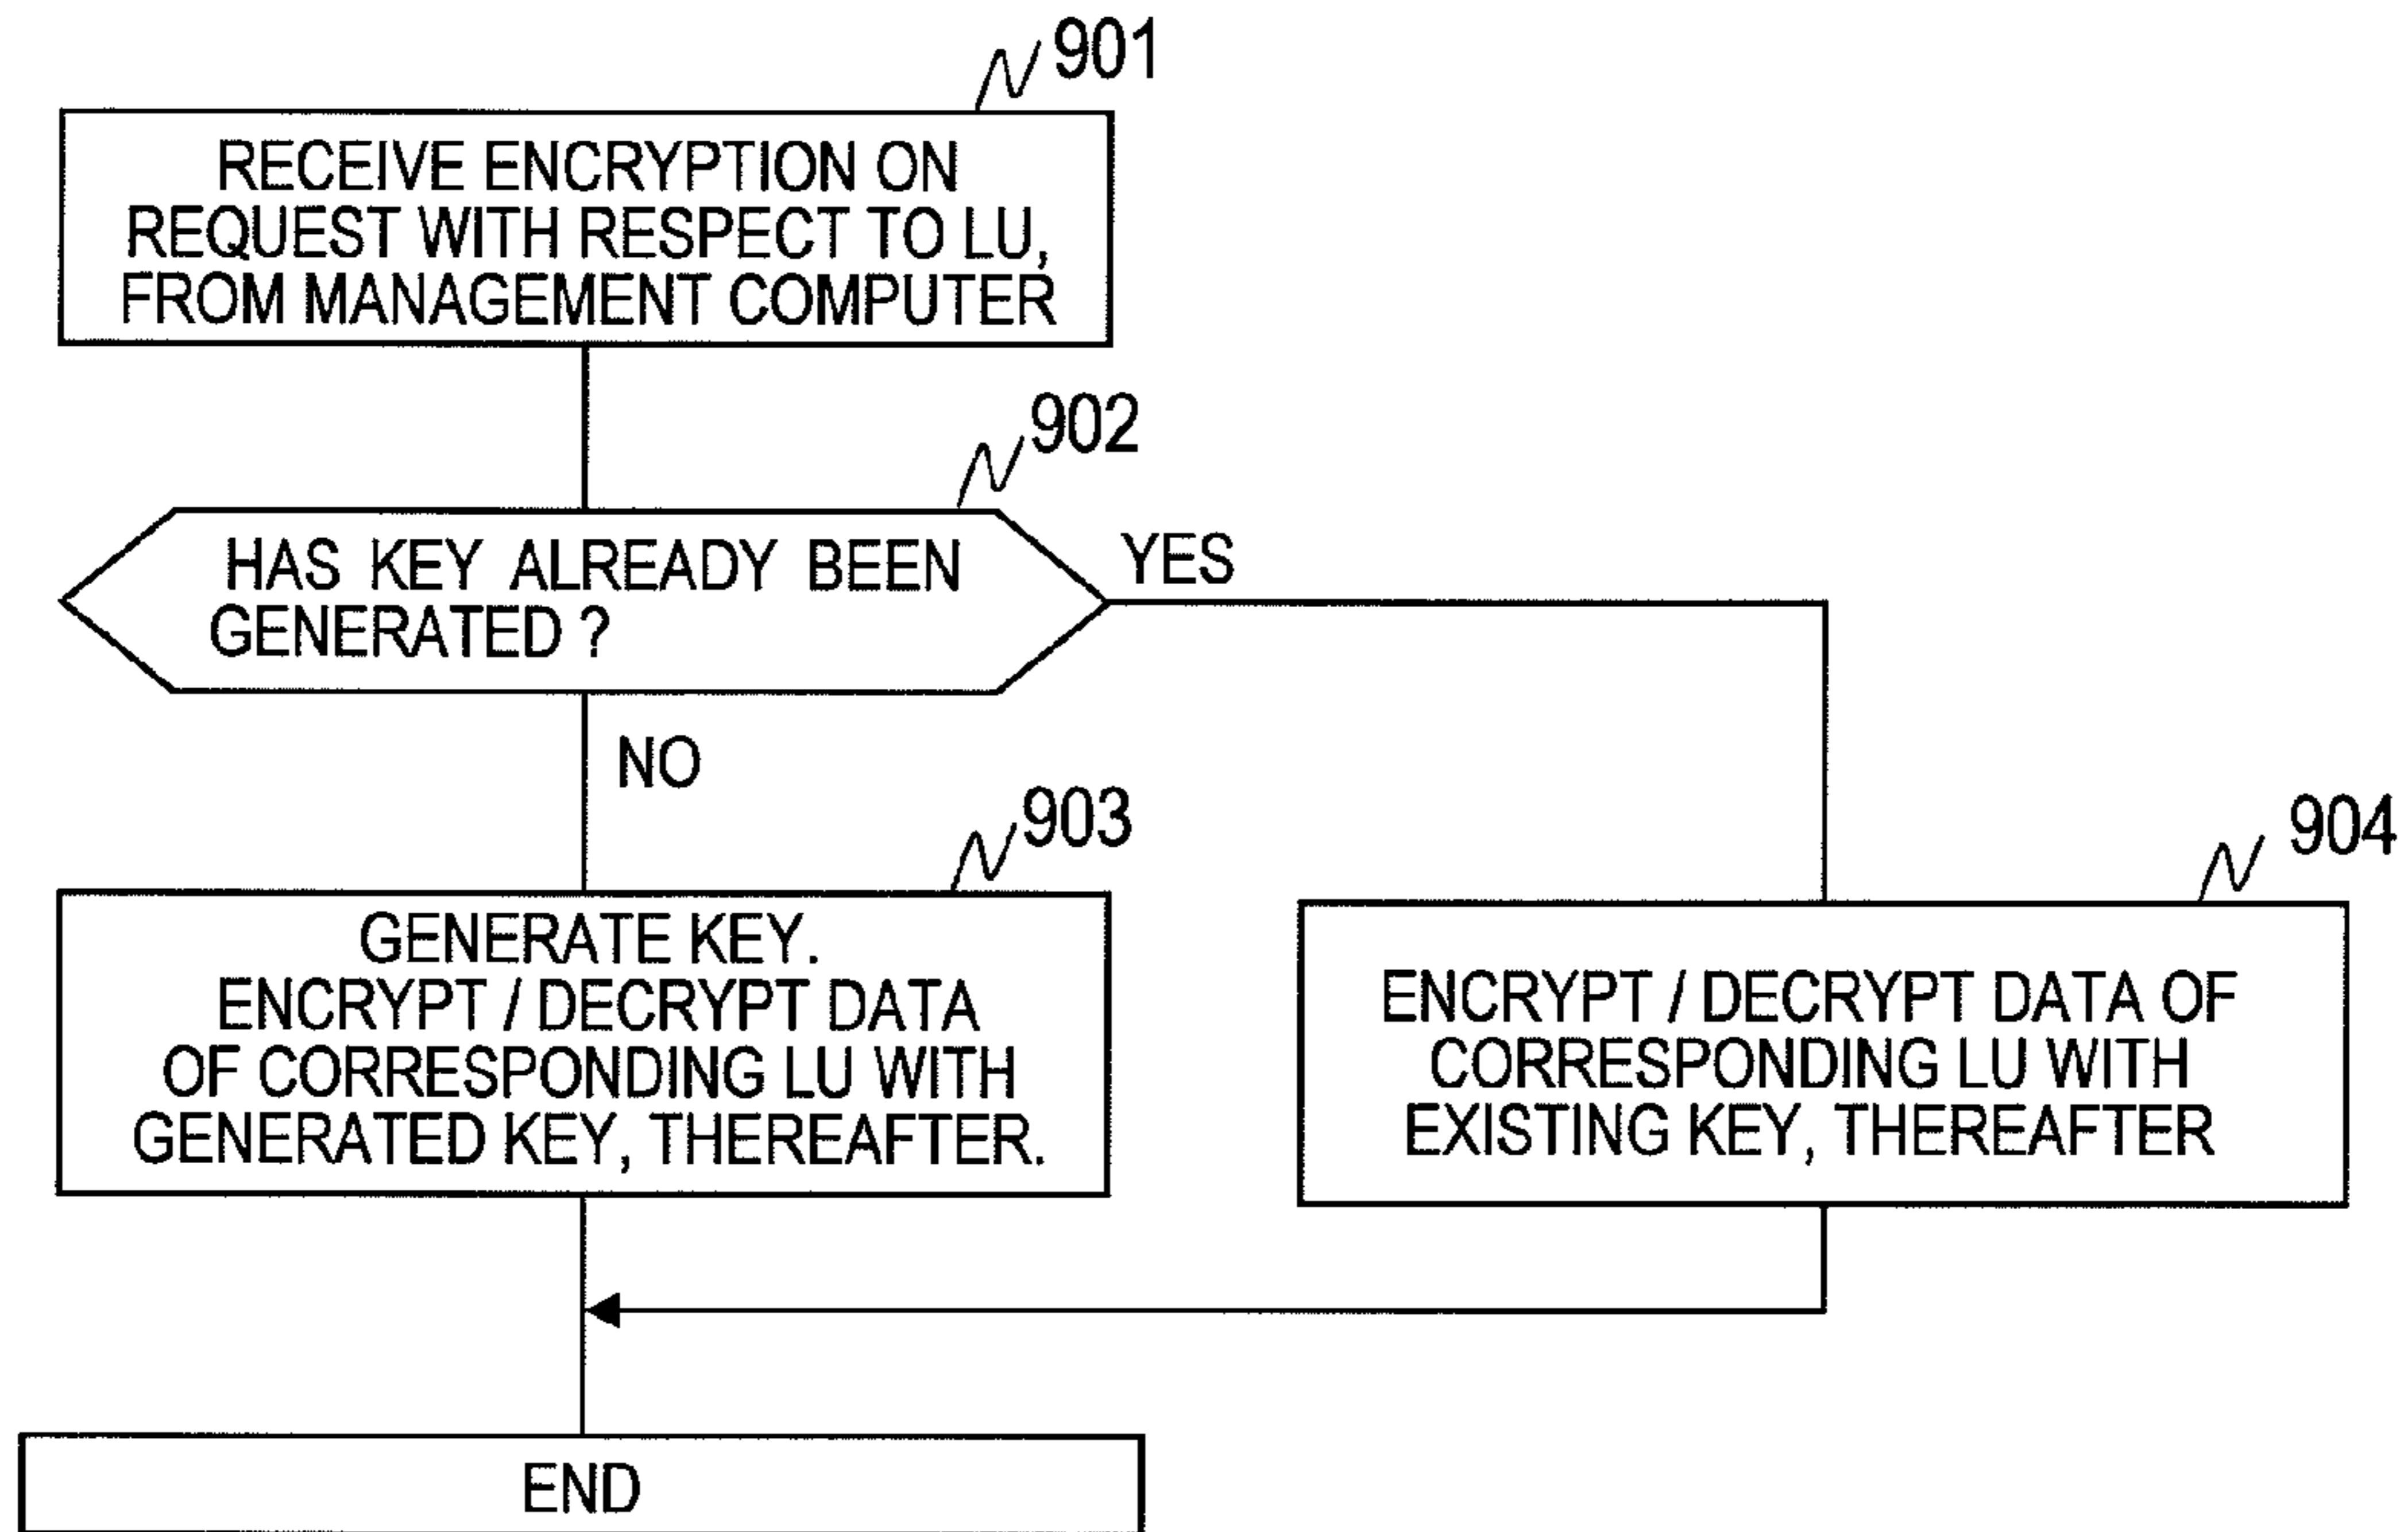 901
RECEIVE ENCRYPTION ON
REQUEST WITH RESPECT TO LU,
FROM MANAGEMENT COMPUTER
902
HAS KEY ALREADY BEEN
GENERATED ?
YES
NO
903
GENERATE KEY.
ENCRYPT / DECRYPT DATA
OF CORRESPONDING LU WITH
GENERATED KEY, THEREAFTER.
904
ENCRYPT / DECRYPT DATA OF
CORRESPONDING LU WITH
EXISTING KEY, THEREAFTER
END